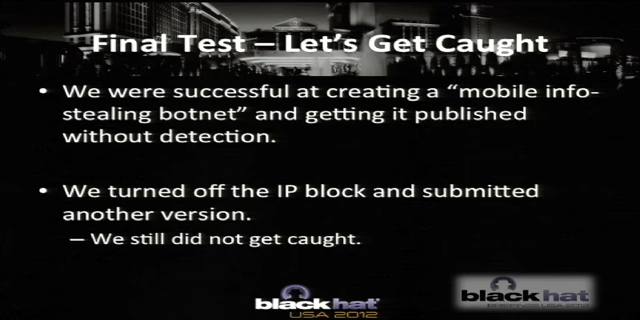 Final Test – Let's Get Caught
• We were successful at creating a “mobile info-
stealing botnet” and getting it published
without detection.
• We turned off the IP block and submitted
another version.
– We still did not get caught.
black hat®
USA 2012
black hat